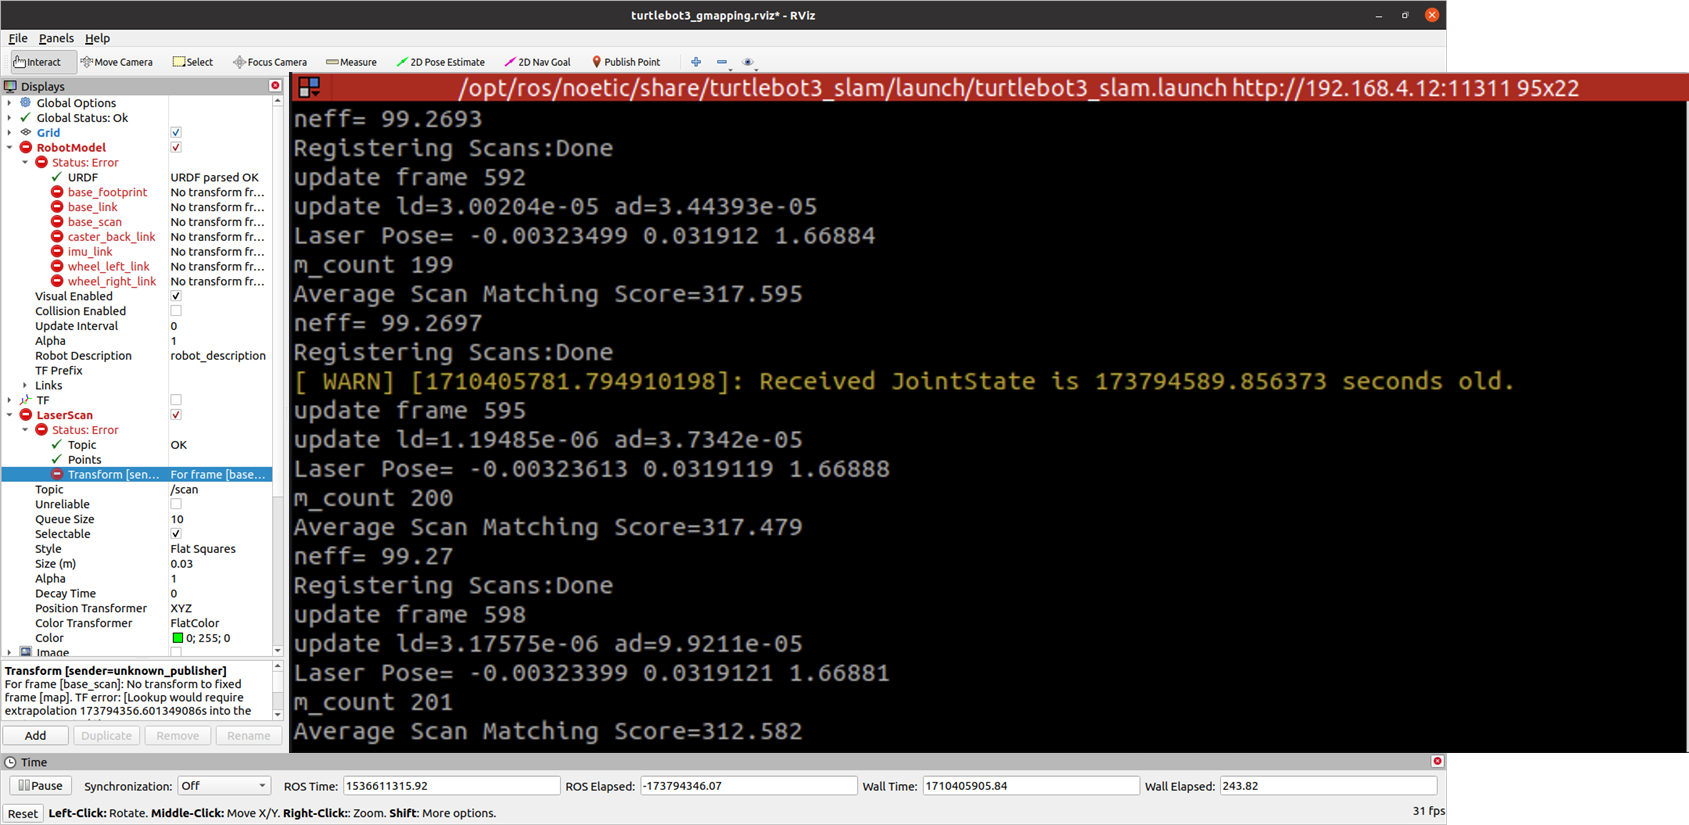 turtlebot3_gmapping.rviz* - RViz
File Panels Help
Interact Move Camera Select Focus Camera Measure 2D Pose Estimate 2D Nav Goal Publish Point
Displays
Global Options
Global Status: Ok
Grid
RobotModel
Status: Error
URDF URDF parsed OK
base_footprint No transform fr...
base_link No transform fr...
base_scan No transform fr...
caster_back_link No transform fr...
imu_link No transform fr...
wheel_left_link No transform fr...
wheel_right_link No transform fr...
Visual Enabled
Collision Enabled
Update Interval 0
Alpha 1
Robot Description robot_description
TF Prefix
Links
TF
LaserScan
Status: Error
Topic OK
Points
Transform [sen... For frame [base...
Topic /scan
Unreliable
Queue Size 10
Selectable
Style Flat Squares
Size (m) 0.03
Alpha 1
Decay Time 0
Position Transformer XYZ
Color Transformer FlatColor
Color 0; 255; 0
Image
Transform [sender=unknown_publisher]
For frame [base_scan]: No transform to fixed
frame [map]. TF error: [Lookup would require
extrapolation 173794356.601349086s into the
Add Duplicate Remove Rename
/opt/ros/noetic/share/turtlebot3_slam/launch/turtlebot3_slam.launch http://192.168.4.12:11311 95x22
neff= 99.2693
Registering Scans:Done
update frame 592
update ld=3.00204e-05 ad=3.44393e-05
Laser Pose= -0.00323499 0.031912 1.66884
m_count 199
Average Scan Matching Score=317.595
neff= 99.2697
Registering Scans:Done
[ WARN] [1710405781.794910198]: Received JointState is 173794589.856373 seconds old.
update frame 595
update ld=1.19485e-06 ad=3.7342e-05
Laser Pose= -0.00323613 0.0319119 1.66888
m_count 200
Average Scan Matching Score=317.479
neff= 99.27
Registering Scans:Done
update frame 598
update ld=3.17575e-06 ad=9.9211e-05
Laser Pose= -0.00323399 0.0319121 1.66881
m_count 201
Average Scan Matching Score=312.582
Time
Pause Synchronization: Off ROS Time: 1536611315.92 ROS Elapsed: -173794346.07 Wall Time: 1710405905.84 Wall Elapsed: 243.82
Reset Left-Click: Rotate. Middle-Click: Move X/Y. Right-Click:: Zoom. Shift: More options. 31 fps